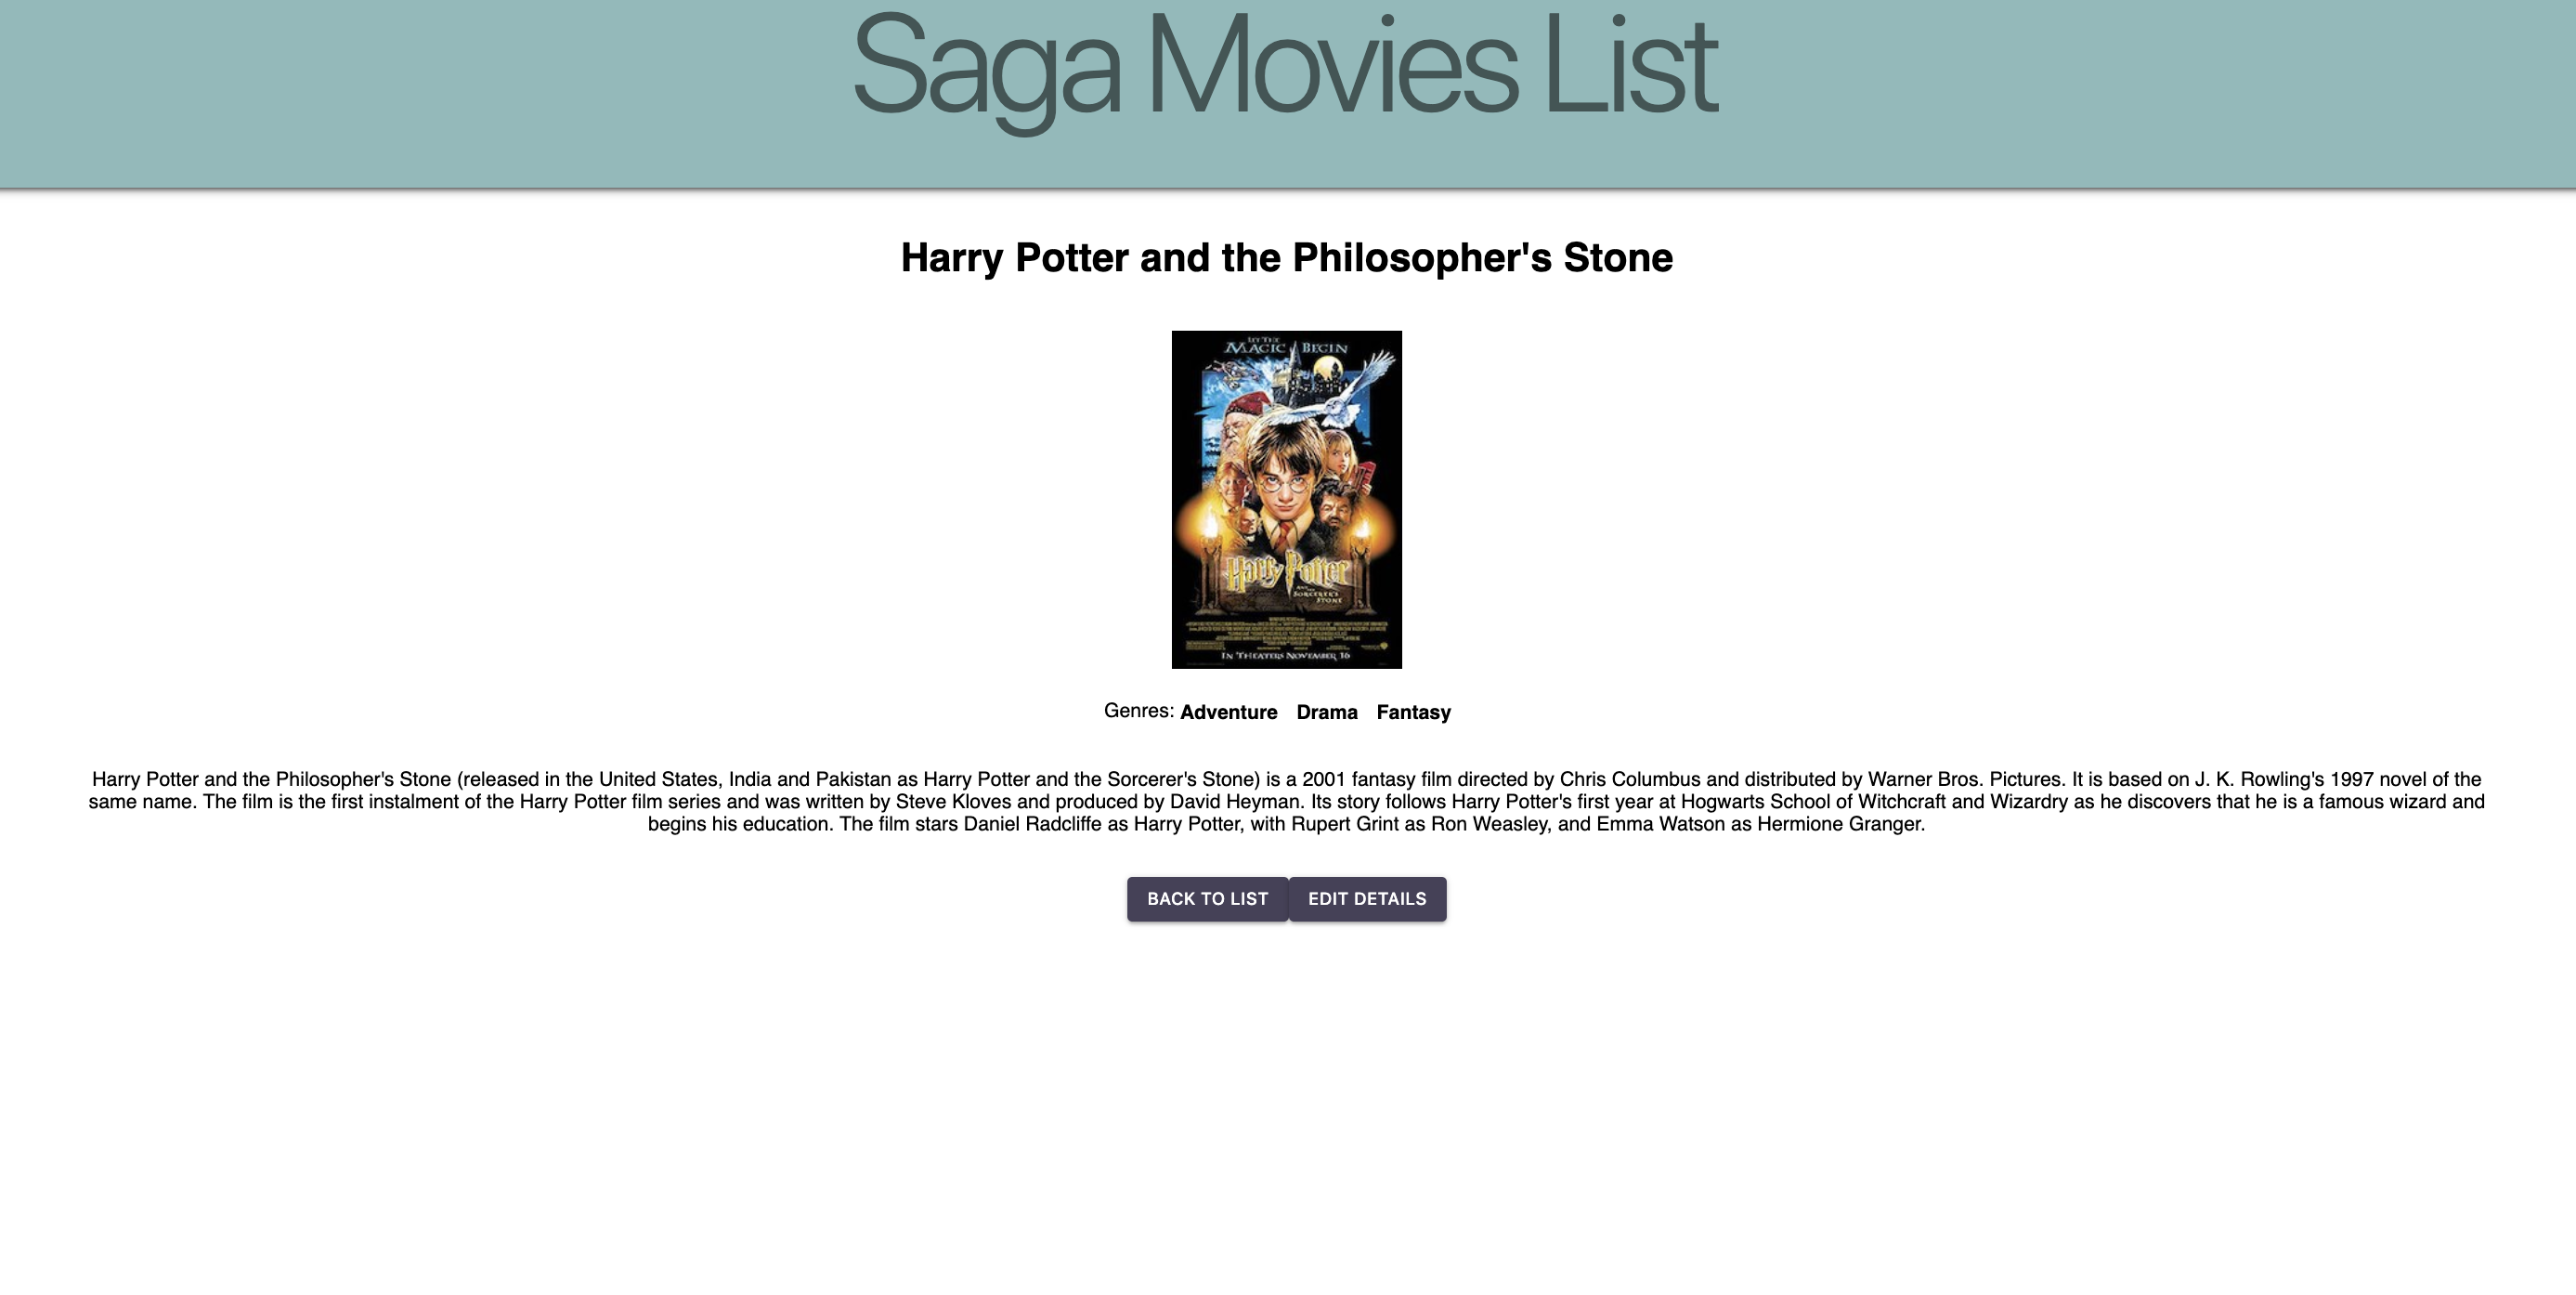 Saga Movies List
Harry Potter and the Philosopher's Stone
LET THE
MAGIC BEGIN
Harry Potter
AND THE
SORCERER'S
STONE
IN THEATERS NOVEMBER 16
Genres: Adventure Drama Fantasy
Harry Potter and the Philosopher's Stone (released in the United States, India and Pakistan as Harry Potter and the Sorcerer's Stone) is a 2001 fantasy film directed by Chris Columbus and distributed by Warner Bros. Pictures. It is based on J. K. Rowling's 1997 novel of the
same name. The film is the first instalment of the Harry Potter film series and was written by Steve Kloves and produced by David Heyman. Its story follows Harry Potter's first year at Hogwarts School of Witchcraft and Wizardry as he discovers that he is a famous wizard and
begins his education. The film stars Daniel Radcliffe as Harry Potter, with Rupert Grint as Ron Weasley, and Emma Watson as Hermione Granger.
BACK TO LIST EDIT DETAILS